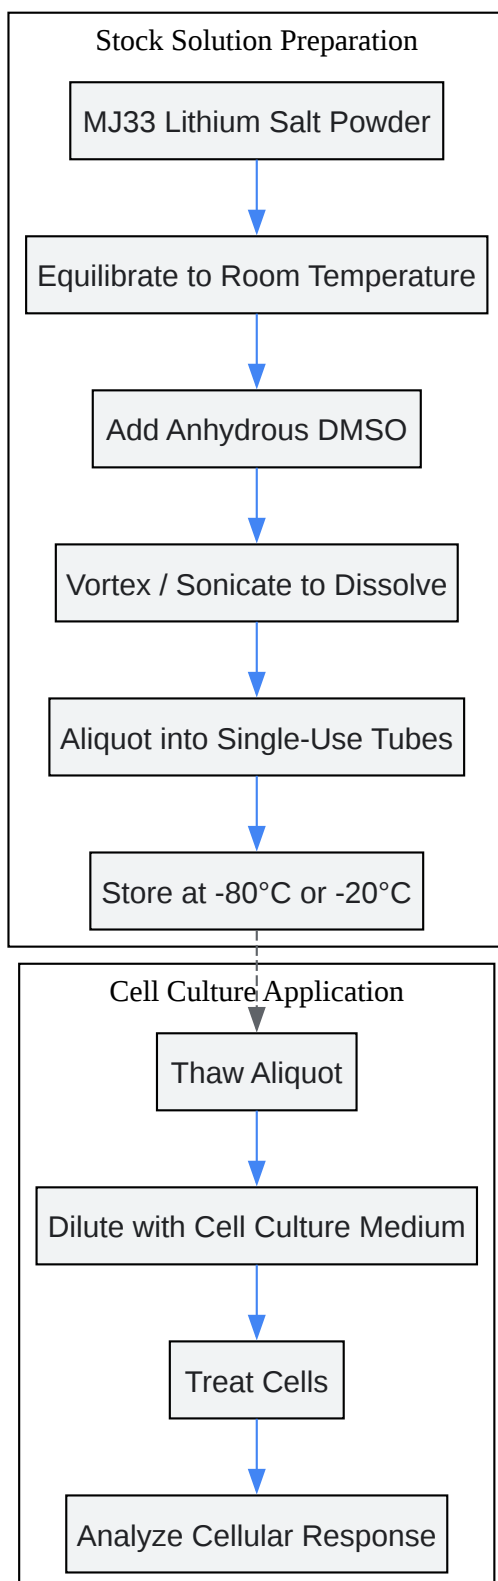 Stock Solution Preparation
MJ33 Lithium Salt Powder
Equilibrate to Room Temperature
Add Anhydrous DMSO
Vortex / Sonicate to Dissolve
Aliquot into Single-Use Tubes
Store at -80°C or -20°C
Cell Culture Application
Thaw Aliquot
Dilute with Cell Culture Medium
Treat Cells
Analyze Cellular Response